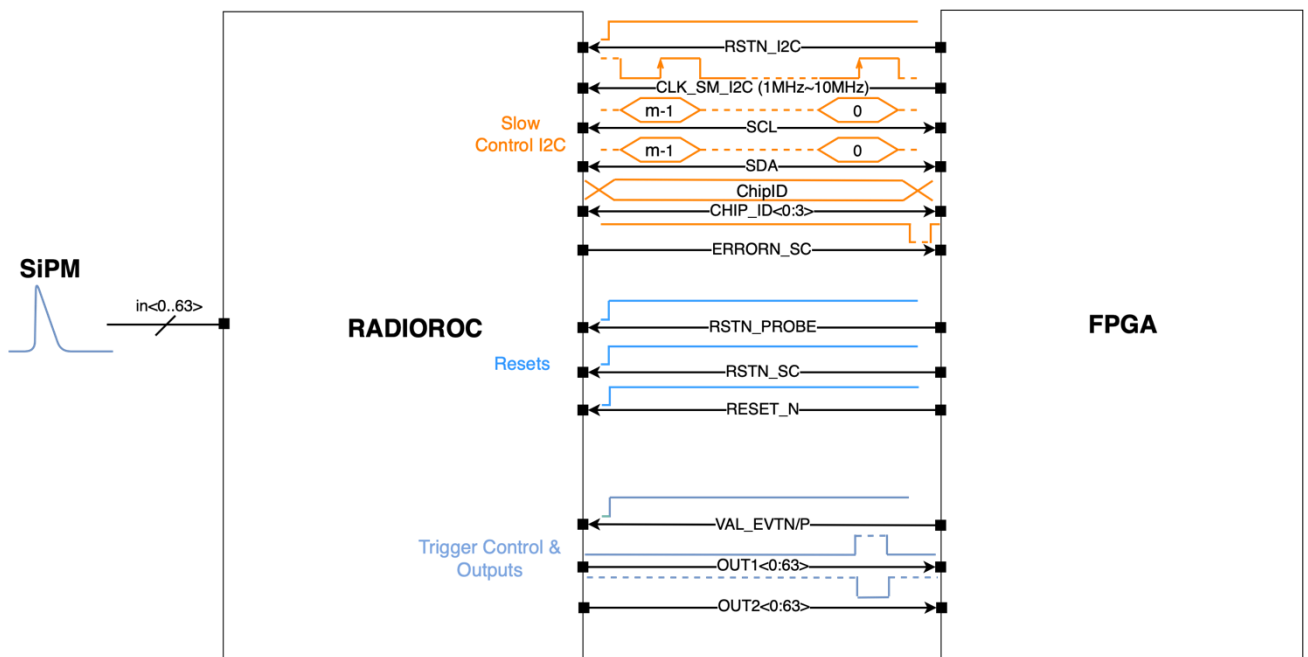 RSTN_I2C
CLK_SM_I2C (1MHz~10MHz)
m-1
0
Slow
Control I2C
SCL
m-1
0
SDA
ChipID
CHIP_ID<0:3>
ERRORN_SC
SiPM
in<0..63>
RADIOROC
FPGA
RSTN_PROBE
Resets
RSTN_SC
RESET_N
VAL_EVTN/P
Trigger Control &
Outputs
OUT1<0:63>
OUT2<0:63>